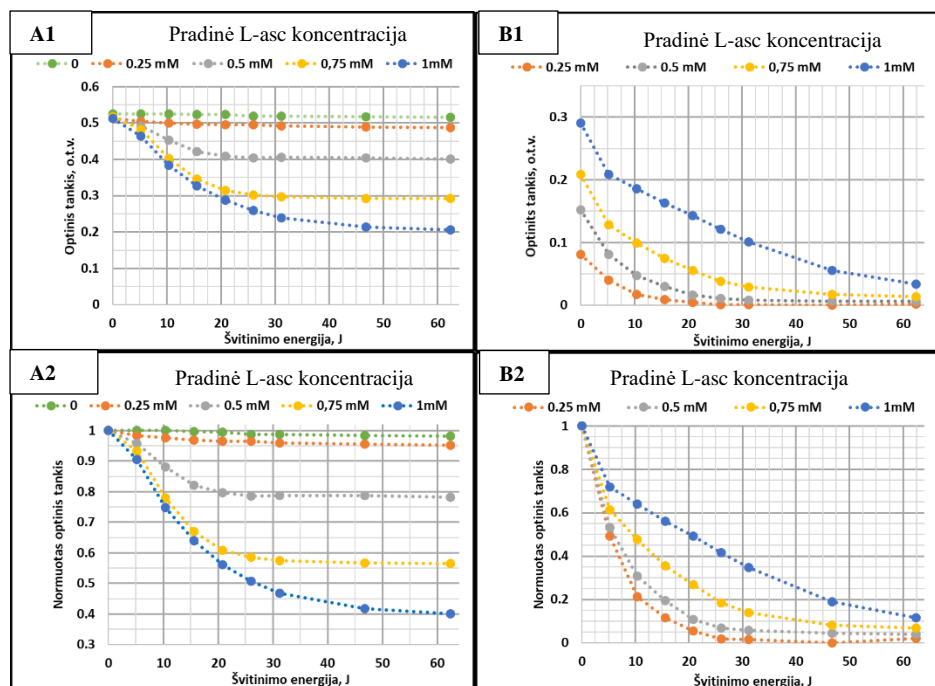 A1
Pradinė L-asc koncentracija
0 0.25 mM 0.5 mM 0,75 mM 1mM
Optinis tankis, o.t.v.
0.6
0.5
0.4
0.3
0.2
0.1
0
0 10 20 30 40 50 60
Švitinimo energija, J
B1
Pradinė L-asc koncentracija
0.25 mM 0.5 mM 0,75 mM 1mM
Optinits tankis, o.t.v.
0.3
0.2
0.1
0
0 10 20 30 40 50 60
Švitinimo energija, J
A2
Pradinė L-asc koncentracija
0 0.25 mM 0.5 mM 0,75 mM 1mM
Normuotas optinis tankis
1
0.9
0.8
0.7
0.6
0.5
0.4
0.3
0 10 20 30 40 50 60
Švitinimo energija, J
B2
Pradinė L-asc koncentracija
0.25 mM 0.5 mM 0,75 mM 1mM
Normuotas optinis tankis
1
0.8
0.6
0.4
0.2
0
0 10 20 30 40 50 60
Švitinimo energija, J